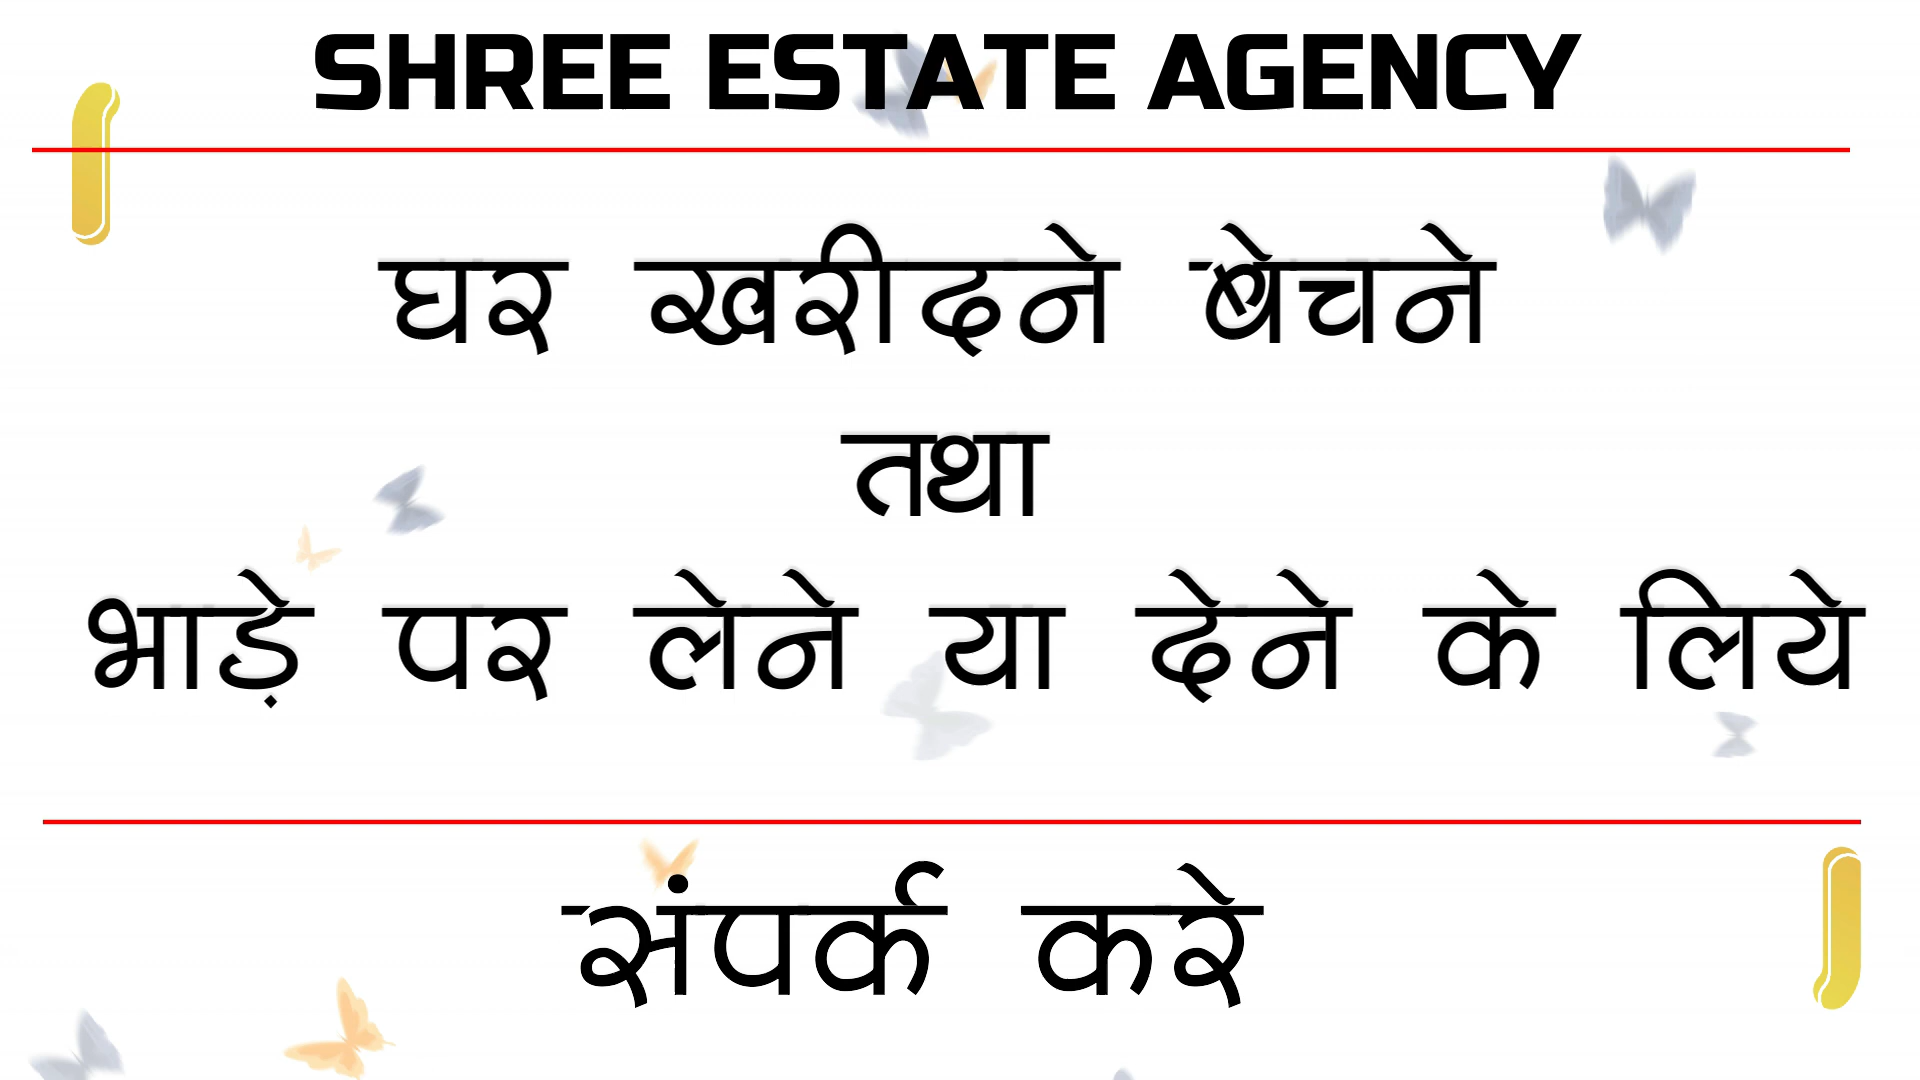 SHREE ESTATE AGENCY
घर खरीदने बेचने
तथा
भाड़े पर लेने या देने के लिये
संपर्क करे